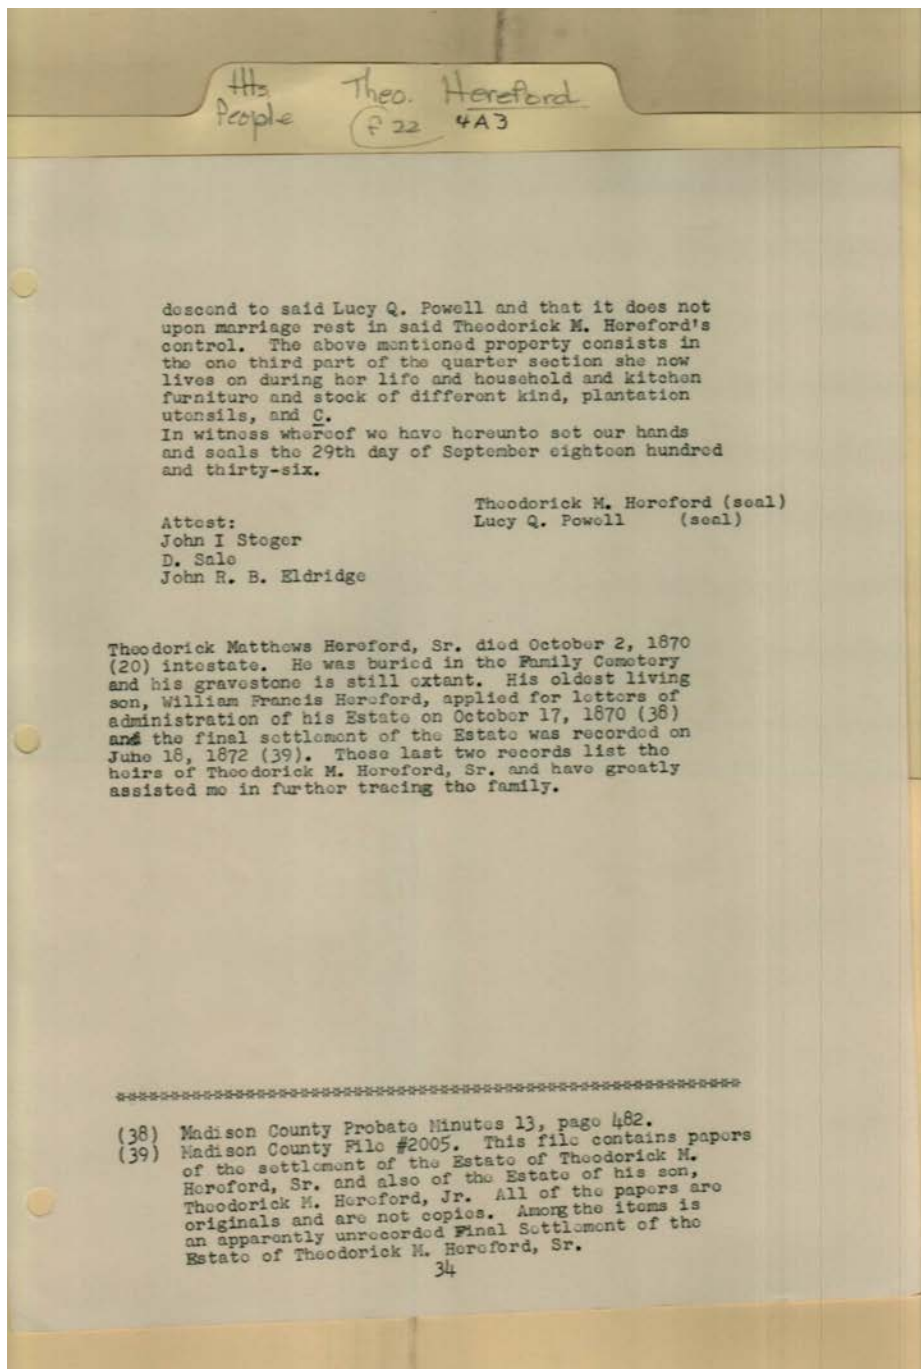 Hts. Theo. Hereford
People f 22 4A3
descend to said Lucy Q. Powell and that it does not
upon marriage rest in said Theodorick M. Hereford's
control. The above mentioned property consists in
the one third part of the quarter section she now
lives on during her life and household and kitchen
furniture and stock of different kind, plantation
utensils, and C.
In witness whereof we have hereunto set our hands
and seals the 29th day of September eighteen hundred
and thirty-six.
Theodorick M. Hereford (seal)
Lucy Q. Powell (seal)
Attest:
John I Steger
D. Sale
John R. B. Eldridge
Theodorick Matthews Hereford, Sr. died October 2, 1870
(20) intestate. He was buried in the Family Cemetery
and his gravestone is still extant. His oldest living
son, William Francis Hereford, applied for letters of
administration of his Estate on October 17, 1870 (38)
and the final settlement of the Estate was recorded on
June 18, 1872 (39). These last two records list the
heirs of Theodorick M. Hereford, Sr. and have greatly
assisted me in further tracing the family.
(38) Madison County Probate Minutes 13, page 482.
(39) Madison County File #2005. This file contains papers
of the settlement of the Estate of Theodorick M.
Hereford, Sr. and also of the Estate of his son,
Theodorick M. Hereford, Jr. All of the papers are
originals and are not copies. Among the items is
an apparently unrecorded Final Settlement of the
Estate of Theodorick M. Hereford, Sr.
34